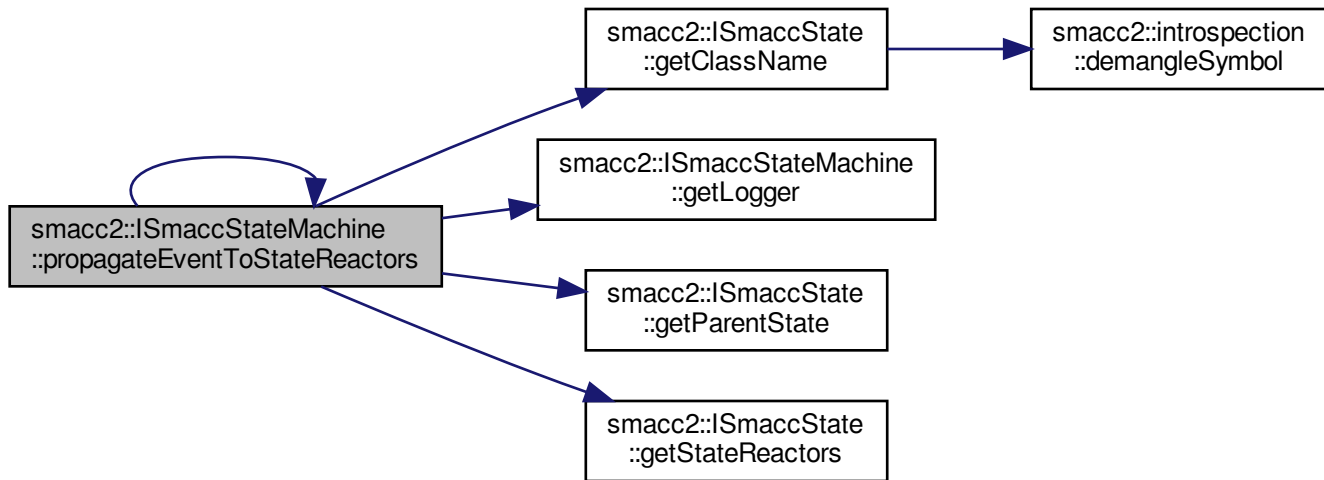 smacc2::ISmaccState
::getClassName
smacc2::introspection
::demangleSymbol
smacc2::ISmaccStateMachine
::getLogger
smacc2::ISmaccStateMachine
::propagateEventToStateReactors
smacc2::ISmaccState
::getParentState
smacc2::ISmaccState
::getStateReactors